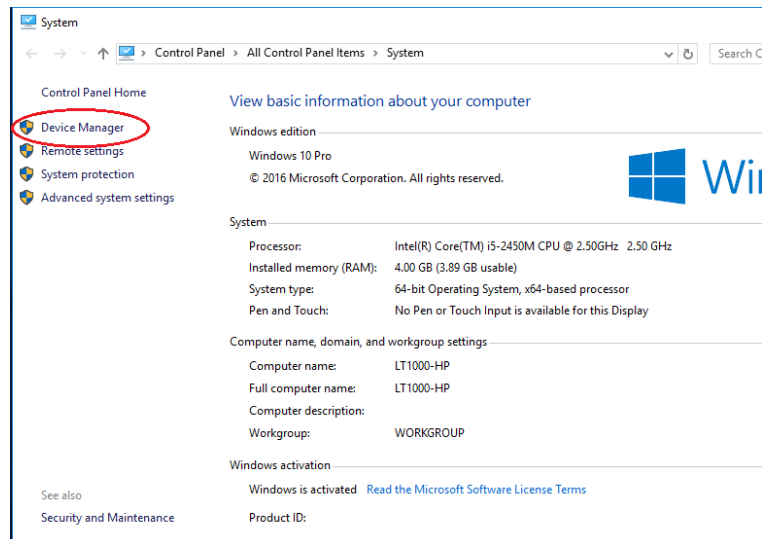 System
Control Panel > All Control Panel Items > System
Search C
Control Panel Home
Device Manager
Remote settings
System protection
Advanced system settings
View basic information about your computer
Windows edition
Windows 10 Pro
© 2016 Microsoft Corporation. All rights reserved.
Win
System
Processor: Intel(R) Core(TM) i5-2450M CPU @ 2.50GHz 2.50 GHz
Installed memory (RAM): 4.00 GB (3.89 GB usable)
System type: 64-bit Operating System, x64-based processor
Pen and Touch: No Pen or Touch Input is available for this Display
Computer name, domain, and workgroup settings
Computer name: LT1000-HP
Full computer name: LT1000-HP
Computer description:
Workgroup: WORKGROUP
Windows activation
Windows is activated Read the Microsoft Software License Terms
Product ID:
See also
Security and Maintenance